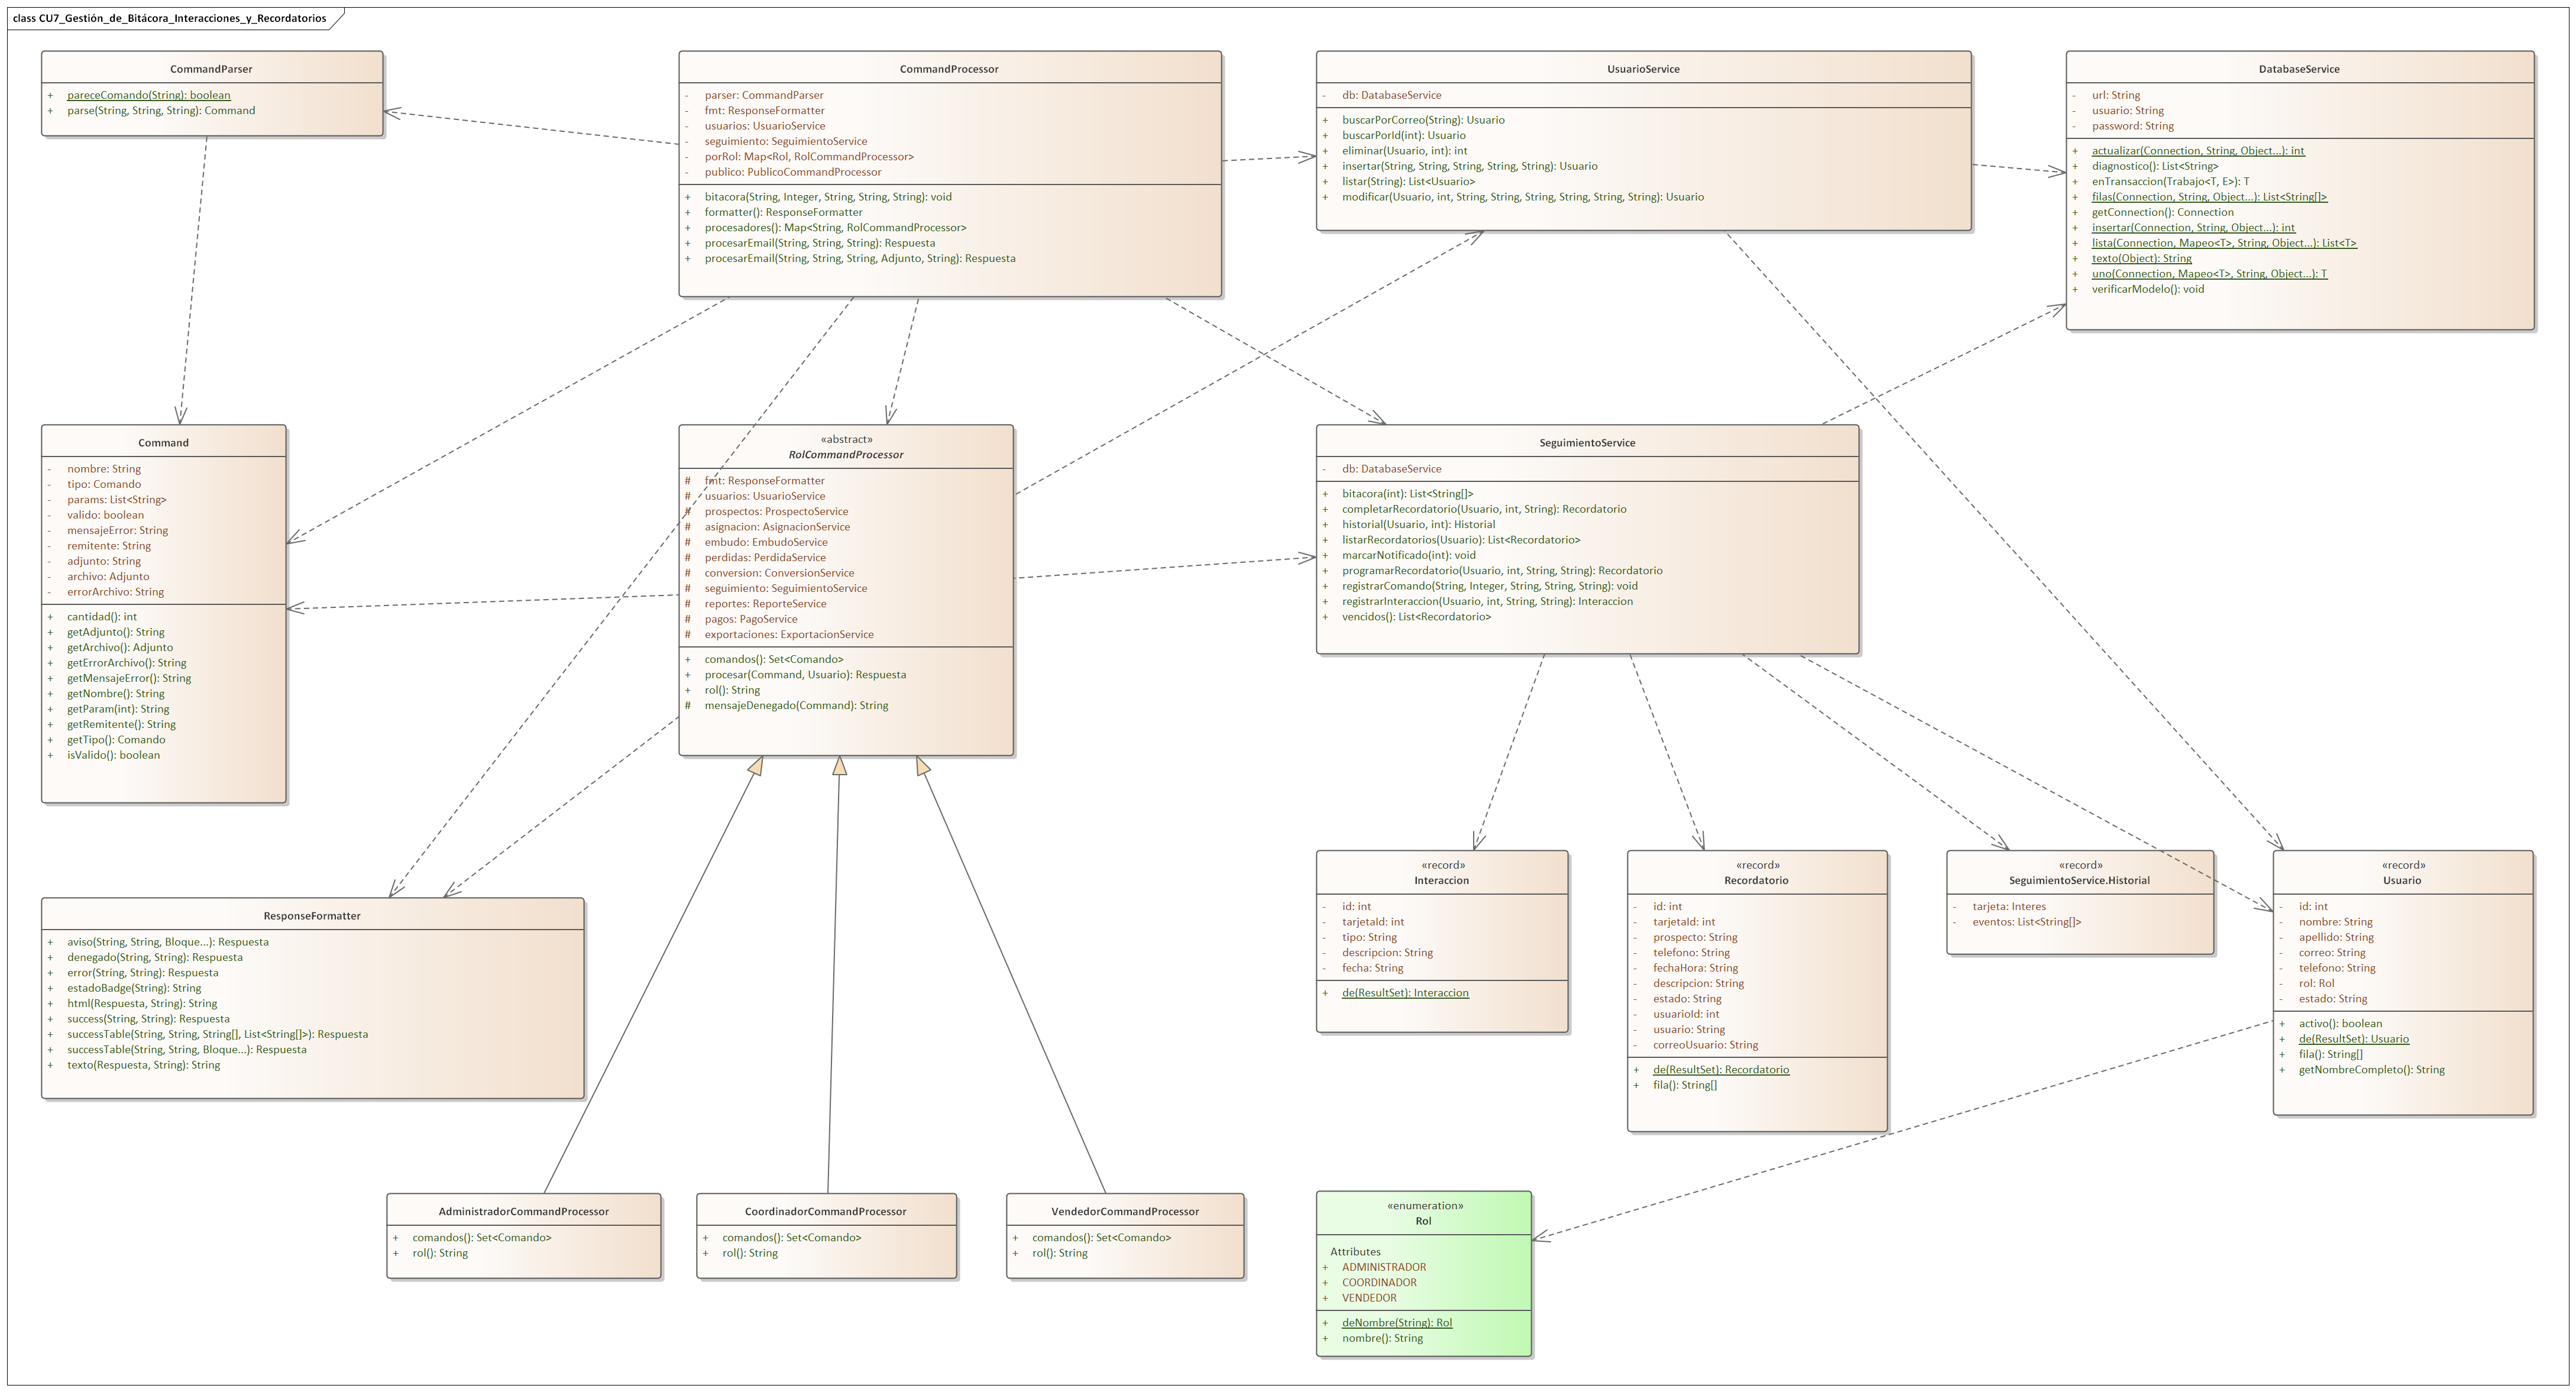 class CU7_Gestión_de_Bitácora_Interacciones_y_Recordatorios
CommandParser
+ pareceComando(String): boolean
+ parse(String, String, String): Command
CommandProcessor
- parser: CommandParser
- fmt: ResponseFormatter
- usuarios: UsuarioService
- seguimiento: SeguimientoService
- porRol: Map<Rol, RolCommandProcessor>
- publico: PublicoCommandProcessor
+ bitacora(String, Integer, String, String, String): void
+ formatter(): ResponseFormatter
+ procesadores(): Map<String, RolCommandProcessor>
+ procesarEmail(String, String, String): Respuesta
+ procesarEmail(String, String, String, Adjunto, String): Respuesta
UsuarioService
- db: DatabaseService
+ buscarPorCorreo(String): Usuario
+ buscarPorId(int): Usuario
+ eliminar(Usuario, int): int
+ insertar(String, String, String, String, String): Usuario
+ listar(String): List<Usuario>
+ modificar(Usuario, int, String, String, String, String, String, String): Usuario
DatabaseService
- url: String
- usuario: String
- password: String
+ actualizar(Connection, String, Object...): int
+ diagnostico(): List<String>
+ enTransaccion(Trabajo<T, E>): T
+ filas(Connection, String, Object...): List<String[]>
+ getConnection(): Connection
+ insertar(Connection, String, Object...): int
+ lista(Connection, Mapeo<T>, String, Object...): List<T>
+ texto(Object): String
+ uno(Connection, Mapeo<T>, String, Object...): T
+ verificarModelo(): void
Command
- nombre: String
- tipo: Comando
- params: List<String>
- valido: boolean
- mensajeError: String
- remitente: String
- adjunto: String
- archivo: Adjunto
- errorArchivo: String
+ cantidad(): int
+ getAdjunto(): String
+ getArchivo(): Adjunto
+ getErrorArchivo(): String
+ getMensajeError(): String
+ getNombre(): String
+ getParam(int): String
+ getRemitente(): String
+ getTipo(): Comando
+ isValido(): boolean
«abstract»
RolCommandProcessor
# fmt: ResponseFormatter
# usuarios: UsuarioService
# prospectos: ProspectoService
# asignacion: AsignacionService
# embudo: EmbudoService
# perdidas: PerdidaService
# conversion: ConversionService
# seguimiento: SeguimientoService
# reportes: ReporteService
# pagos: PagoService
# exportaciones: ExportacionService
+ comandos(): Set<Comando>
+ procesar(Command, Usuario): Respuesta
+ rol(): String
# mensajeDenegado(Command): String
SeguimientoService
- db: DatabaseService
+ bitacora(int): List<String[]>
+ completarRecordatorio(Usuario, int, String): Recordatorio
+ historial(Usuario, int): Historial
+ listarRecordatorios(Usuario): List<Recordatorio>
+ marcarNotificado(int): void
+ programarRecordatorio(Usuario, int, String, String): Recordatorio
+ registrarComando(String, Integer, String, String, String): void
+ registrarInteraccion(Usuario, int, String, String): Interaccion
+ vencidos(): List<Recordatorio>
ResponseFormatter
+ aviso(String, String, Bloque...): Respuesta
+ denegado(String, String): Respuesta
+ error(String, String): Respuesta
+ estadoBadge(String): String
+ html(Respuesta, String): String
+ success(String, String): Respuesta
+ successTable(String, String, String[], List<String[]>): Respuesta
+ successTable(String, String, Bloque...): Respuesta
+ texto(Respuesta, String): String
«record»
Interaccion
- id: int
- tarjetaId: int
- tipo: String
- descripcion: String
- fecha: String
+ de(ResultSet): Interaccion
«record»
Recordatorio
- id: int
- tarjetaId: int
- prospecto: String
- telefono: String
- fechaHora: String
- descripcion: String
- estado: String
- usuarioId: int
- usuario: String
- correoUsuario: String
+ de(ResultSet): Recordatorio
+ fila(): String[]
«record»
SeguimientoService.Historial
- tarjeta: Interes
- eventos: List<String[]>
«record»
Usuario
- id: int
- nombre: String
- apellido: String
- correo: String
- telefono: String
- rol: Rol
- estado: String
+ activo(): boolean
+ de(ResultSet): Usuario
+ fila(): String[]
+ getNombreCompleto(): String
AdministradorCommandProcessor
+ comandos(): Set<Comando>
+ rol(): String
CoordinadorCommandProcessor
+ comandos(): Set<Comando>
+ rol(): String
VendedorCommandProcessor
+ comandos(): Set<Comando>
+ rol(): String
«enumeration»
Rol
Attributes
+ ADMINISTRADOR
+ COORDINADOR
+ VENDEDOR
+ deNombre(String): Rol
+ nombre(): String